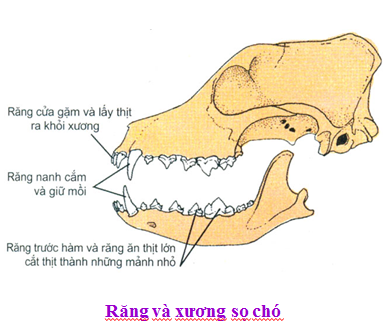 Răng cửa gặm và lấy thịt
ra khỏi xương
Răng nanh cắm
và giữ mồi
Răng trước hàm và răng ăn thịt lớn
cắt thịt thành những mảnh nhỏ
Răng và xương sọ chó